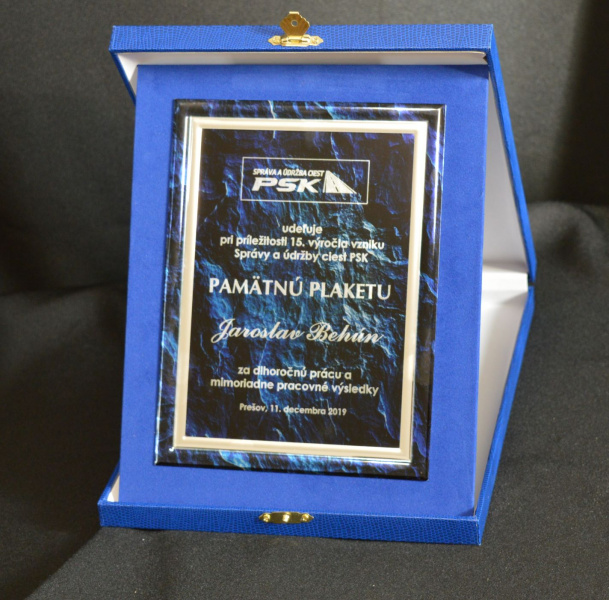 SPRÁVA A ÚDRŽBA CIEST
PSK
udeľuje
pri príležitosti 15. výročia vzniku
Správy a údržby ciest PSK
PAMÄTNÚ PLAKETU
Jaroslav Behún
za dlhoročnú prácu a
mimoriadne pracovné výsledky
Prešov, 11. decembra 2019